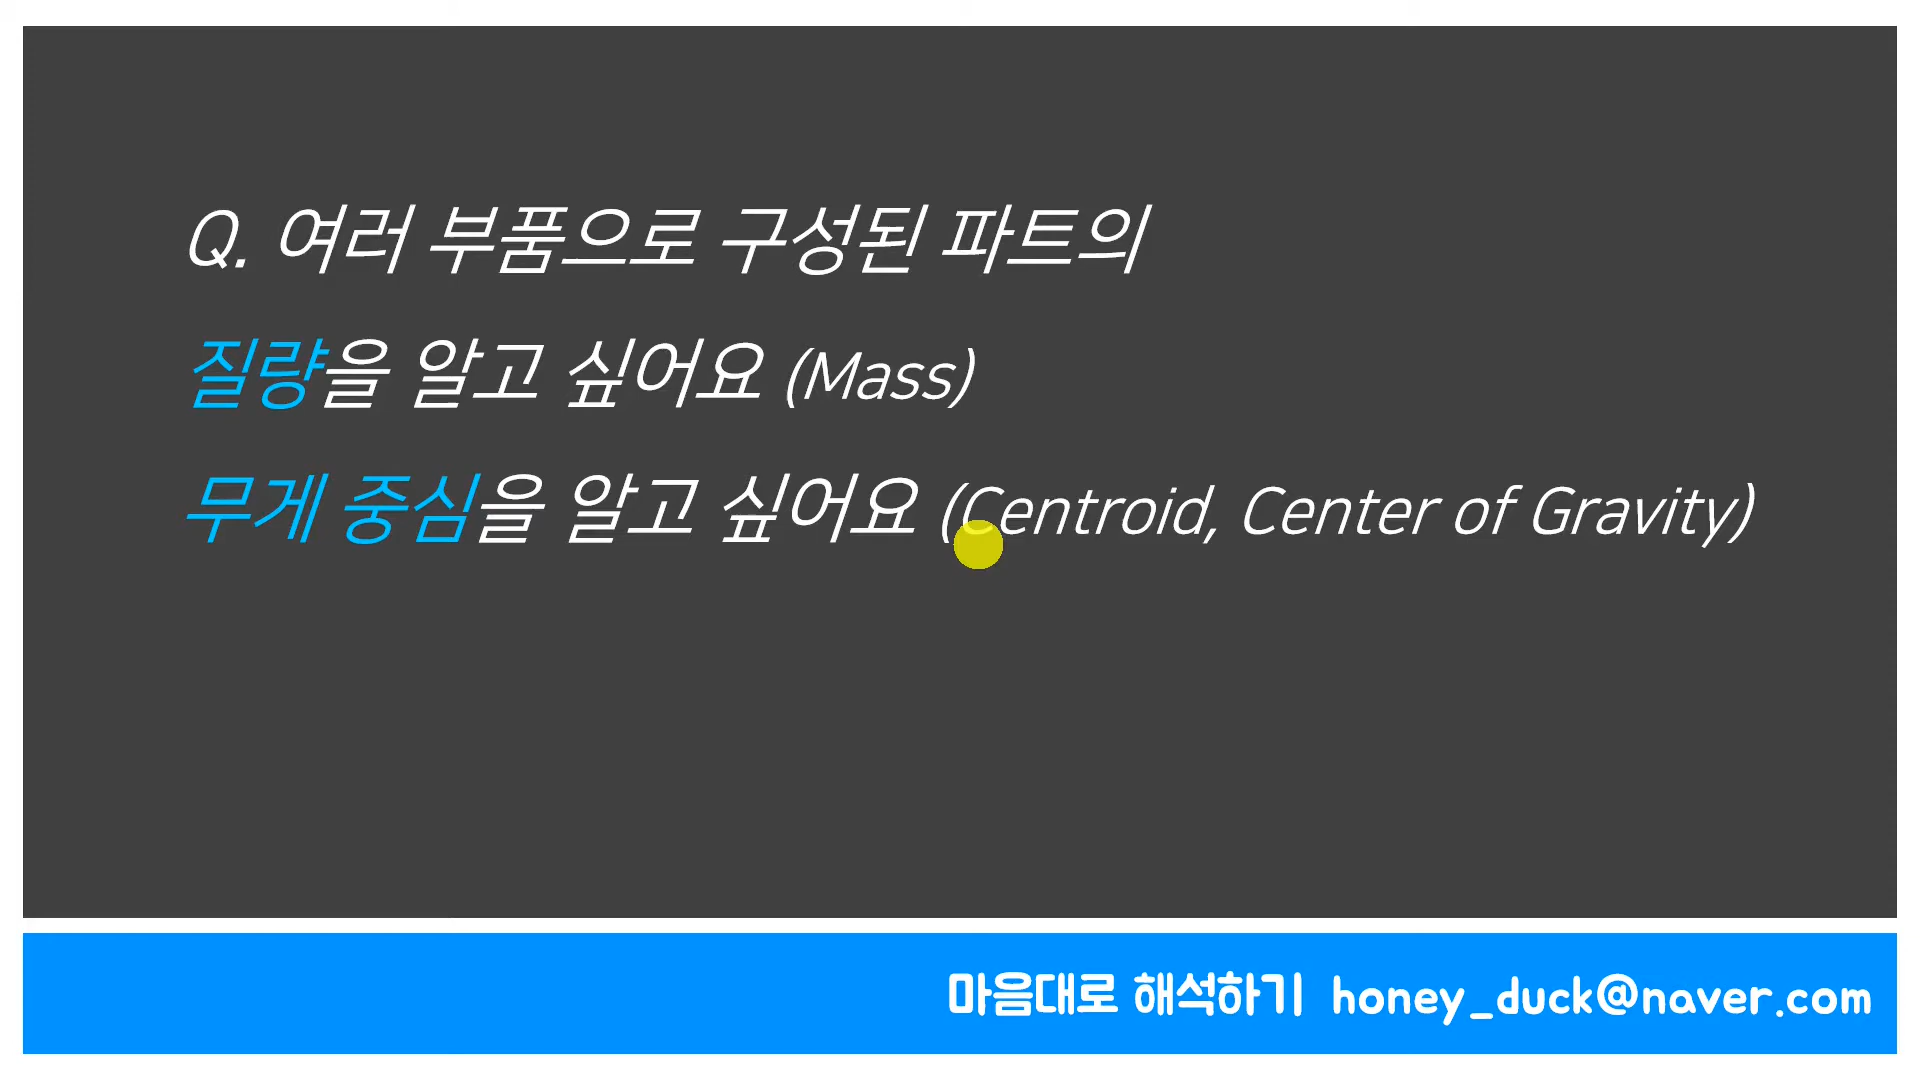 Q. 여러 부품으로 구성된 파트의
질량을 알고 싶어요 (Mass)
무게 중심을 알고 싶어요 (Centroid, Center of Gravity)
마음대로 해석하기 honey_duck@naver.com